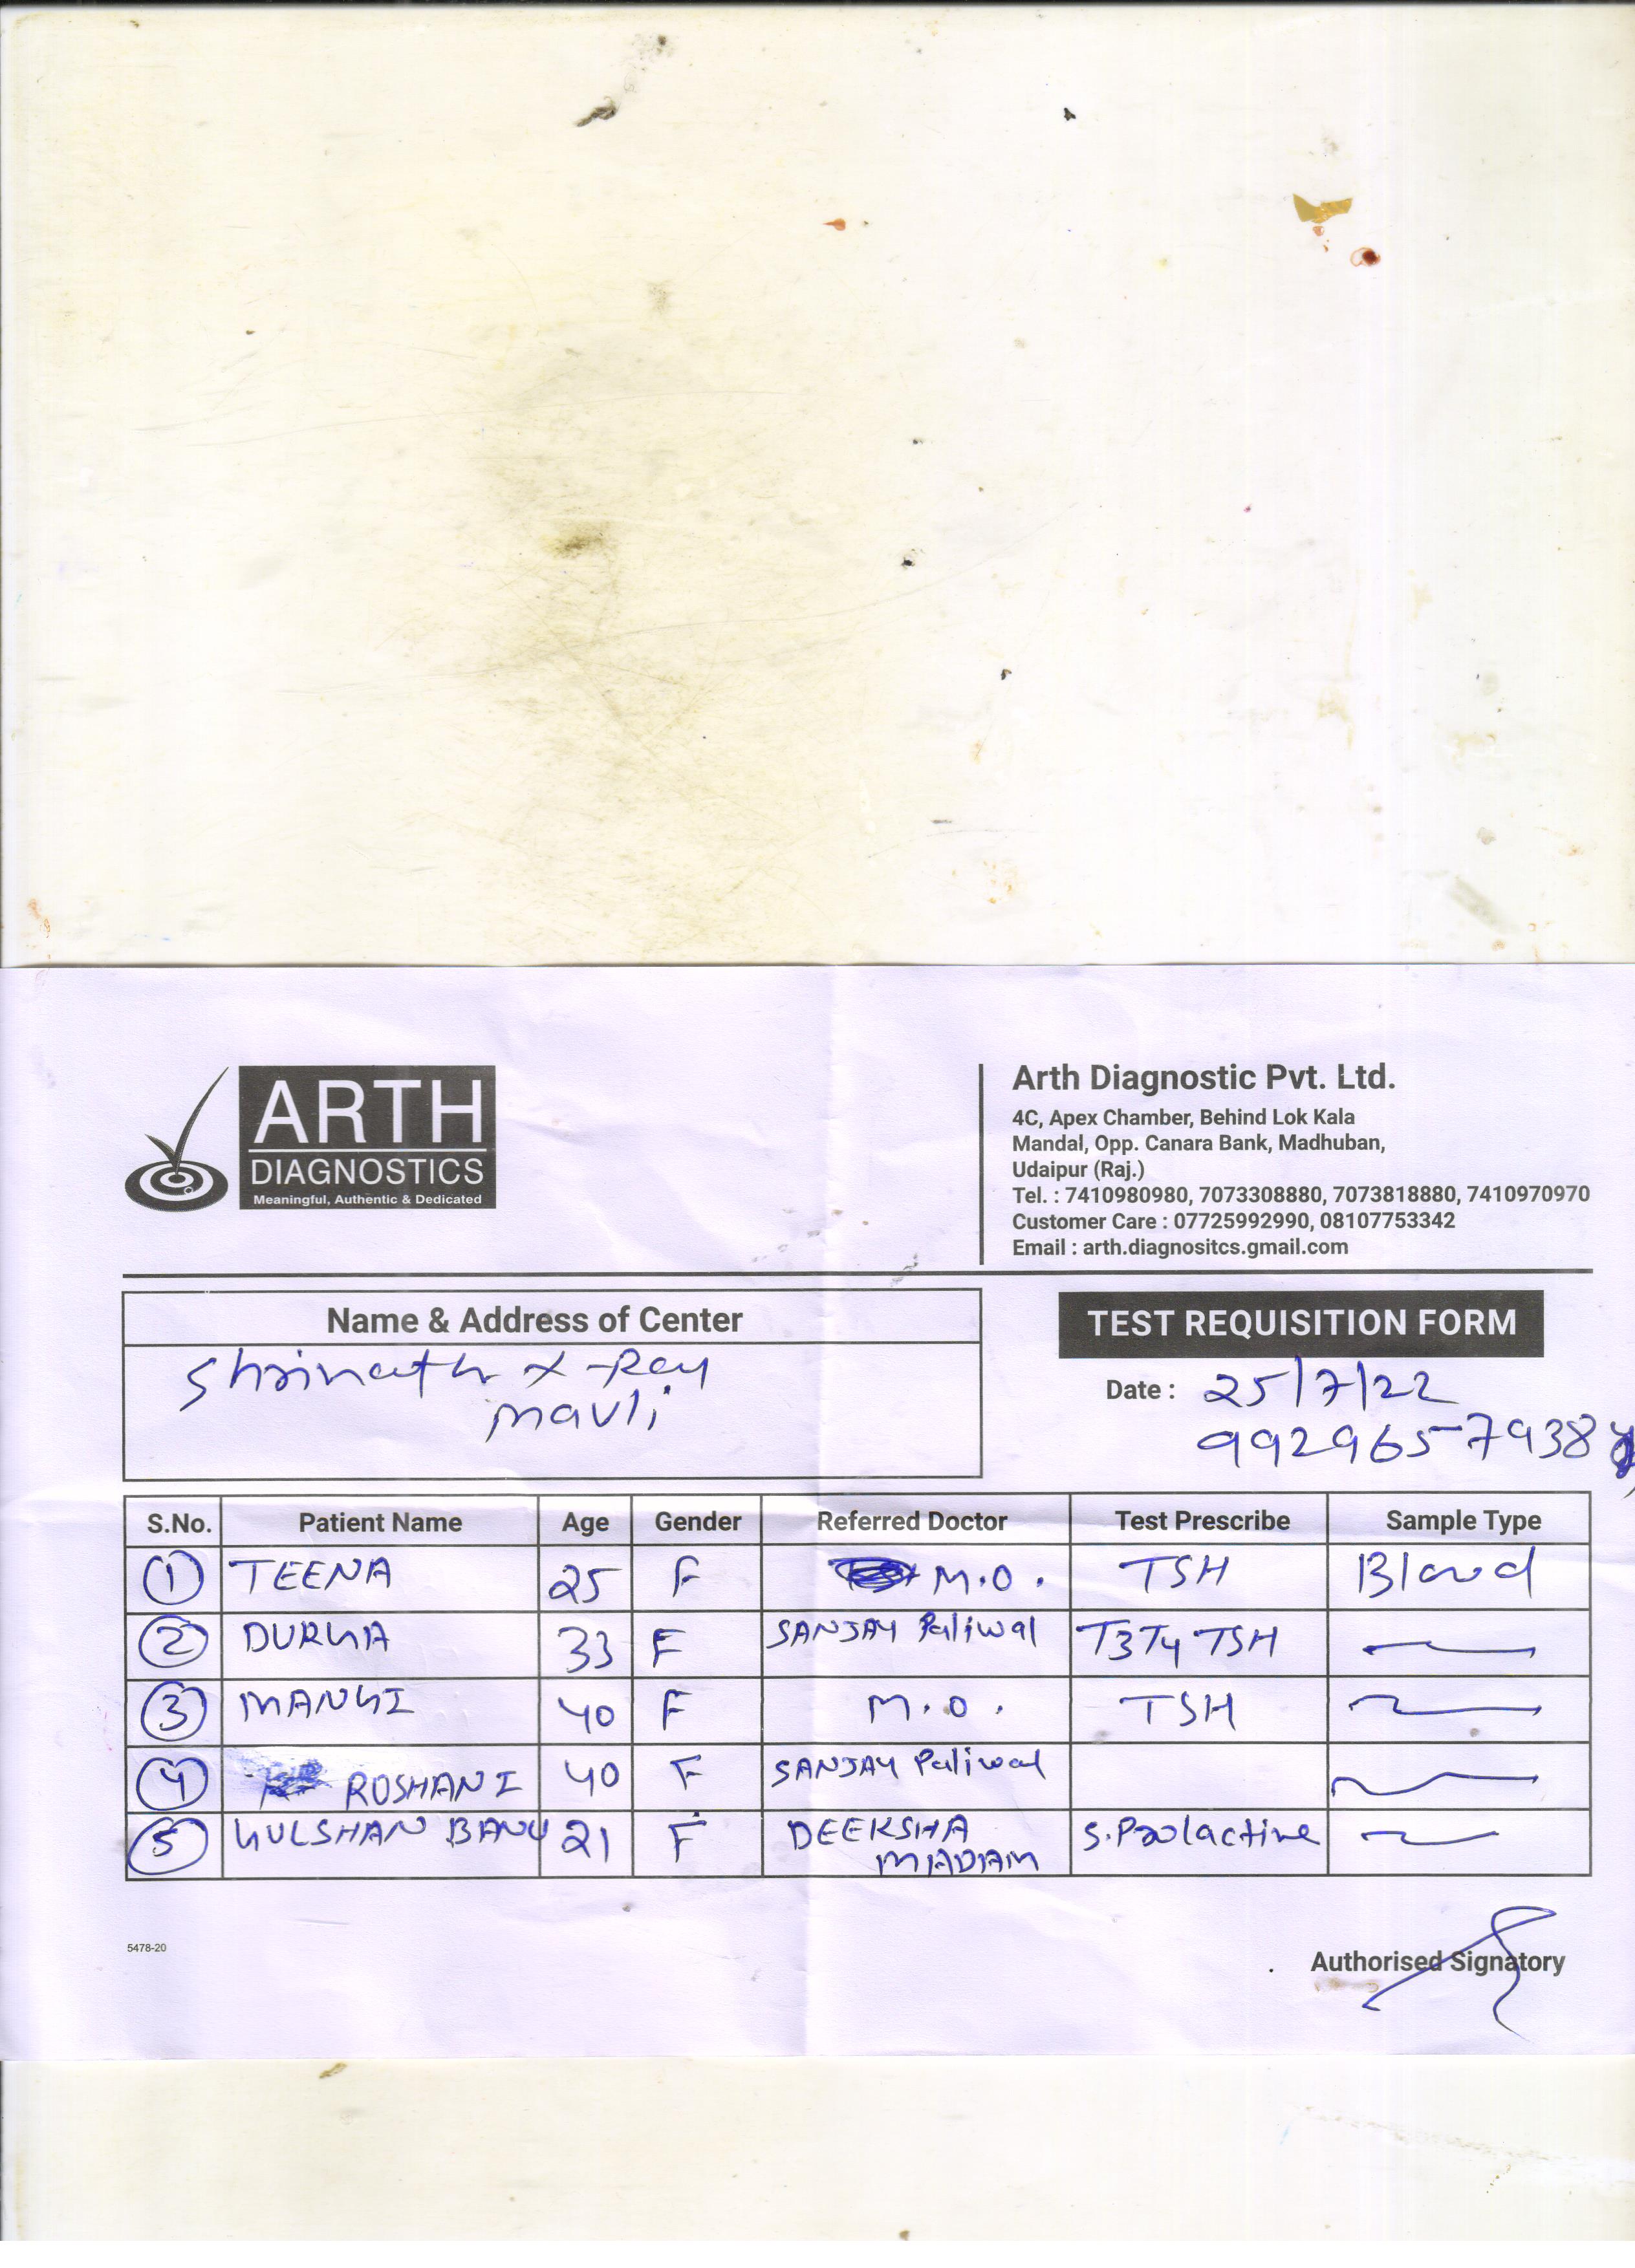 ARTH
DIAGNOSTICS
Meaningful, Authentic & Dedicated
Arth Diagnostic Pvt. Ltd.
4C, Apex Chamber, Behind Lok Kala
Mandal, Opp. Canara Bank, Madhuban,
Udaipur (Raj.)
Tel. : 7410980980, 7073308880, 7073818880, 7410970970
Customer Care : 07725992990, 08107753342
Email : arth.diagnositcs.gmail.com
Name & Address of Center
Shrinath X-Ray
Mavli
TEST REQUISITION FORM
Date : 25/7/22
9929657938
S.No. Patient Name Age Gender Referred Doctor Test Prescribe Sample Type
1 TEENA 25 F M.O. TSH Blood
2 DURGA 33 F SANJAY Paliwal T3 T4 TSH
3 MANGI 40 F M.O. TSH
4 ROSHANI 40 F SANJAY Paliwal
5 GULSHAN BANU 21 F DEEKSHA MADAM S.Prolactine
5478-20
Authorised Signatory